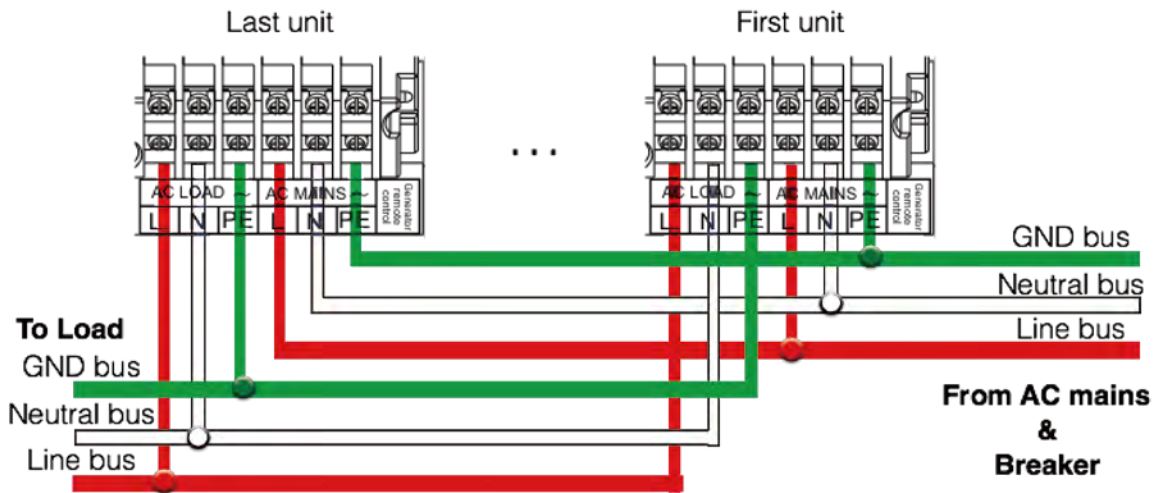 Last unit
First unit
...
AC LOAD ~ AC MAINS ~
L N PE L N PE
Generator
remote
control
AC LOAD ~ AC MAINS ~
L N PE L N PE
Generator
remote
control
GND bus
Neutral bus
Line bus
To Load
GND bus
Neutral bus
Line bus
From AC mains
&
Breaker